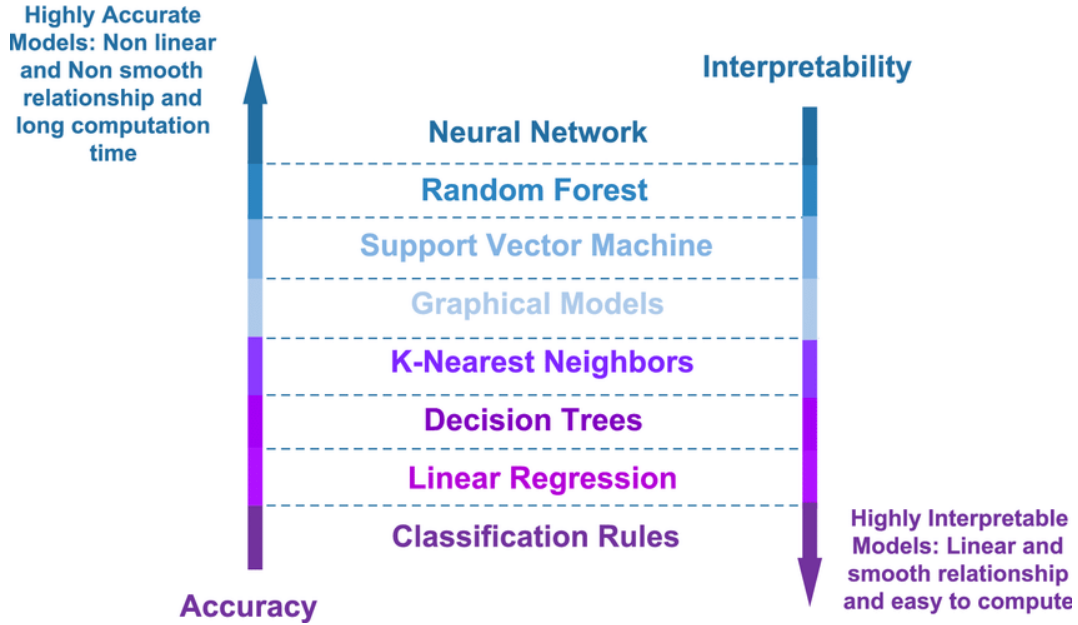 Highly Accurate
Models: Non linear
and Non smooth
relationship and
long computation
time
Interpretability
Neural Network
Random Forest
Support Vector Machine
Graphical Models
K-Nearest Neighbors
Decision Trees
Linear Regression
Classification Rules
Accuracy
Highly Interpretable
Models: Linear and
smooth relationship
and easy to compute